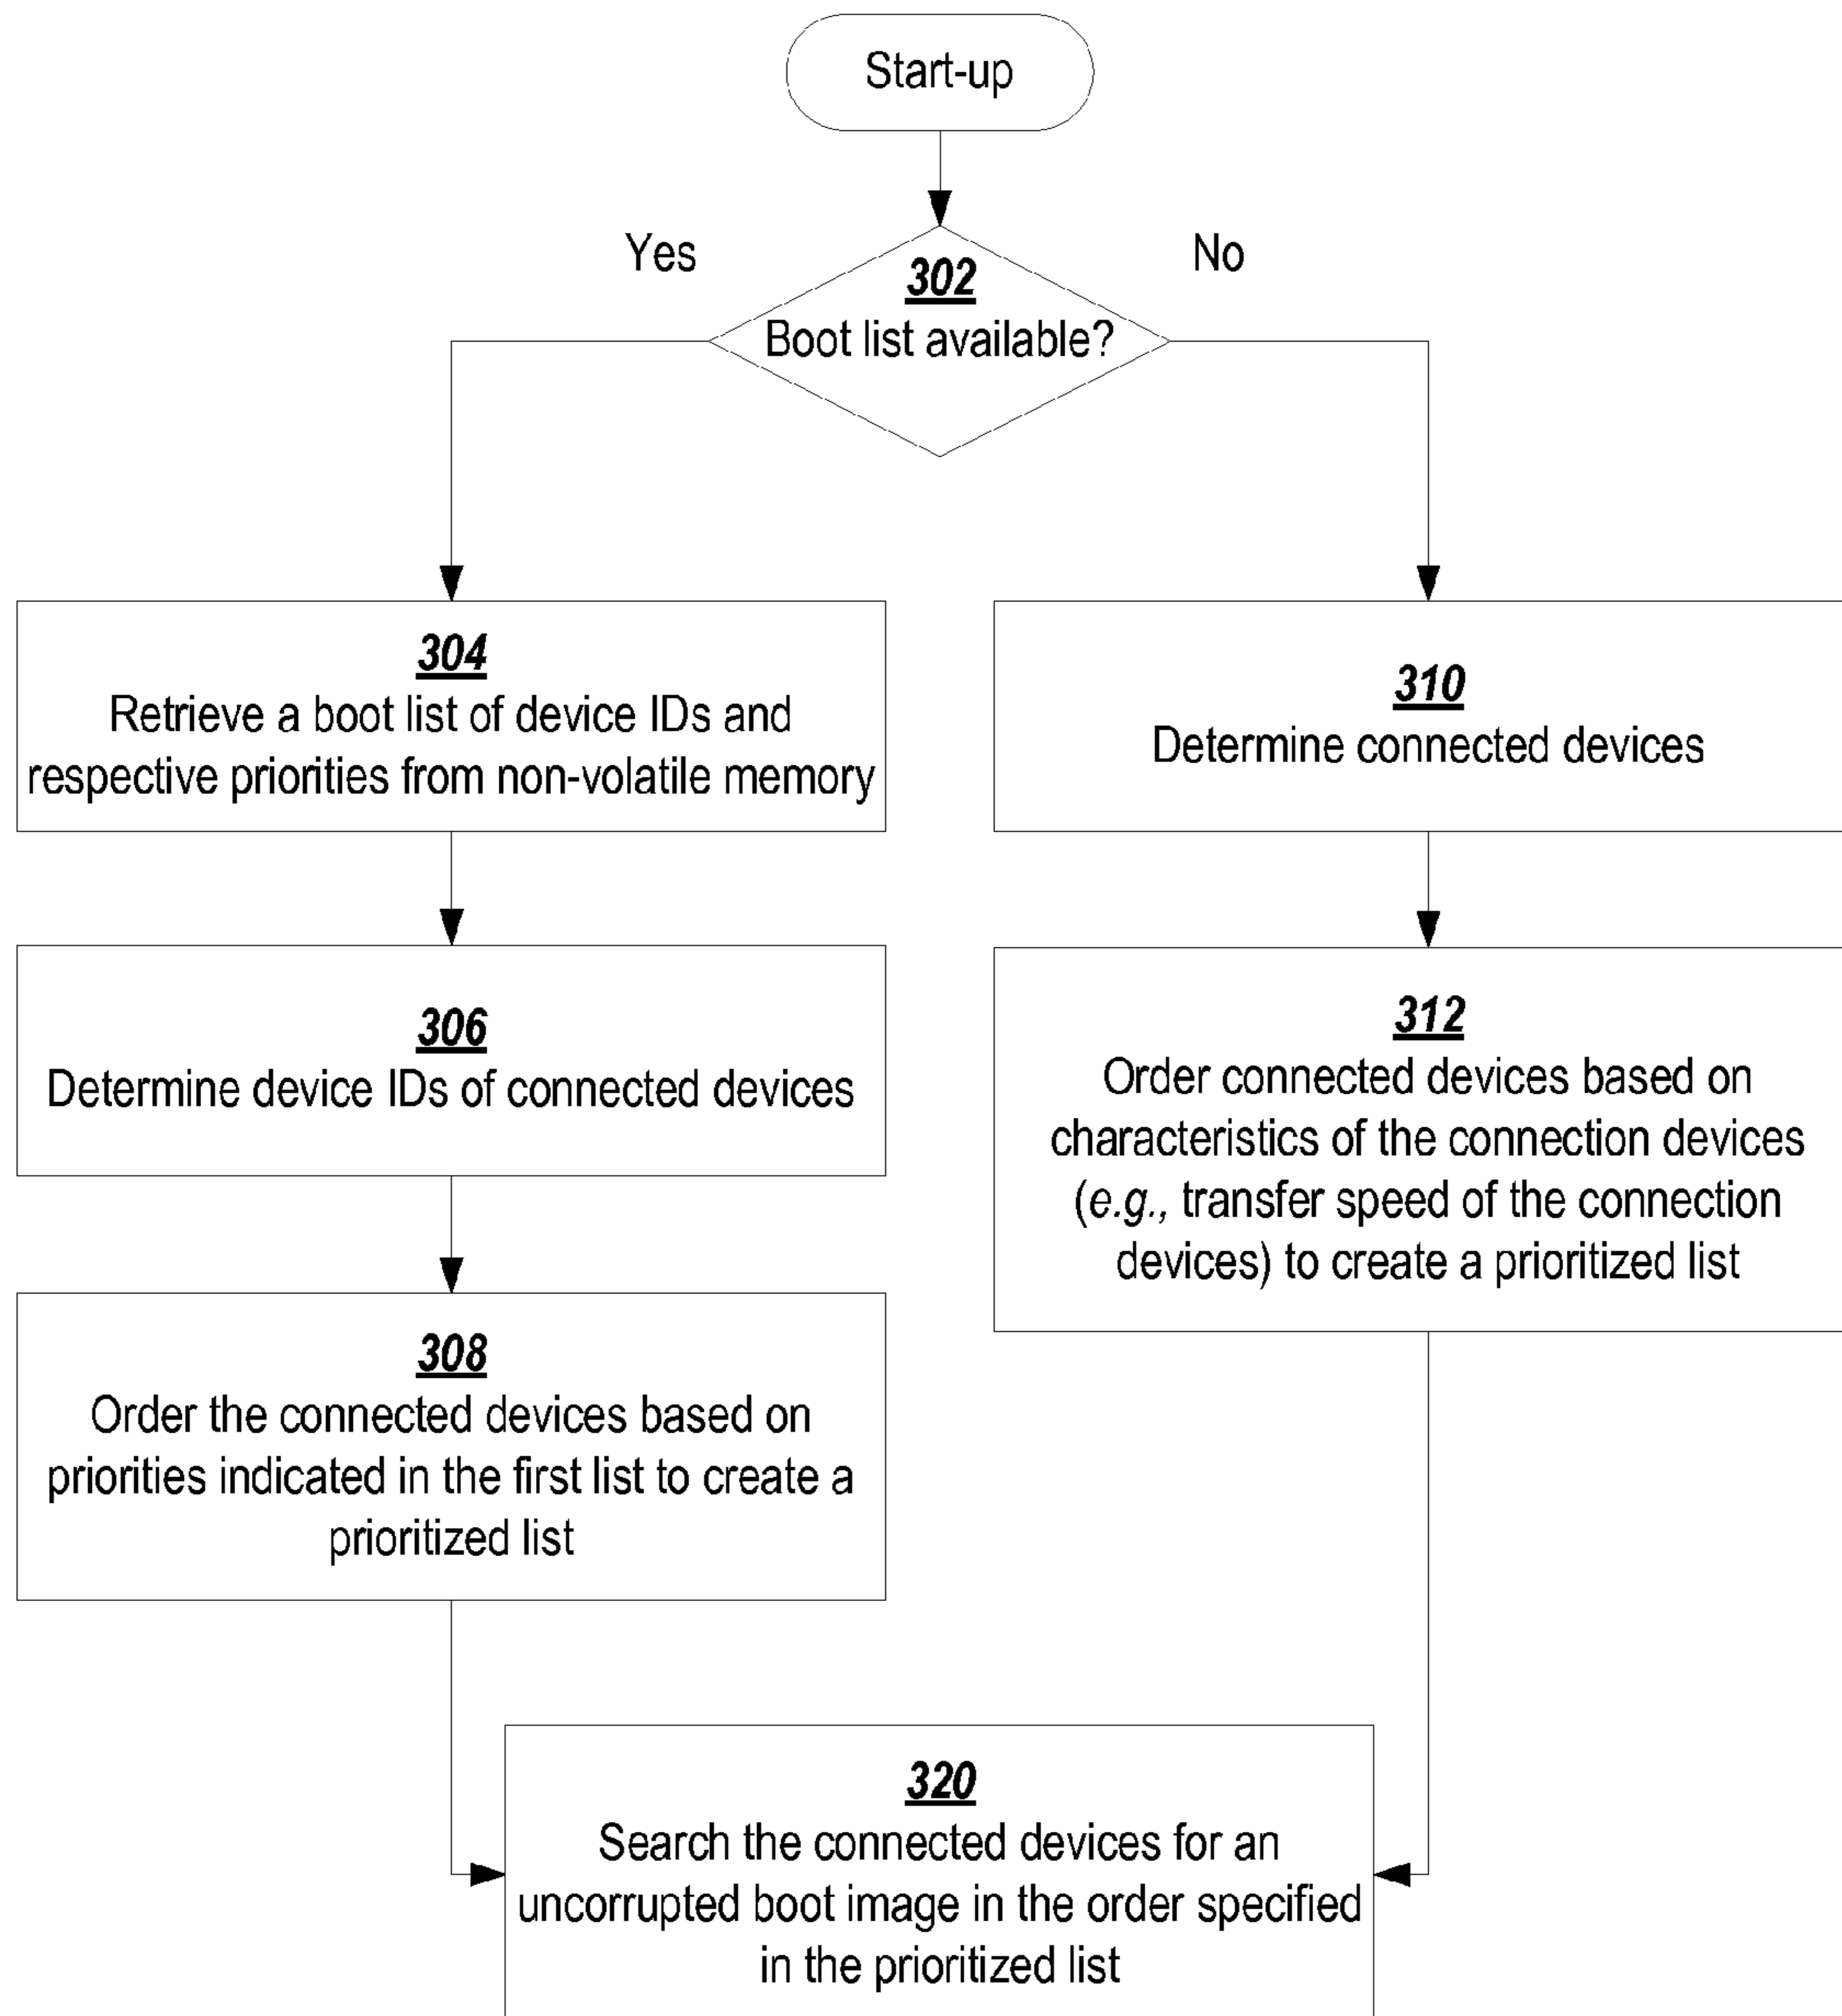 Start-up
Yes
No
302
Boot list available?
304
Retrieve a boot list of device IDs and
respective priorities from non-volatile memory
310
Determine connected devices
306
Determine device IDs of connected devices
312
Order connected devices based on
characteristics of the connection devices
(e.g., transfer speed of the connection
devices) to create a prioritized list
308
Order the connected devices based on
priorities indicated in the first list to create a
prioritized list
320
Search the connected devices for an
uncorrupted boot image in the order specified
in the prioritized list